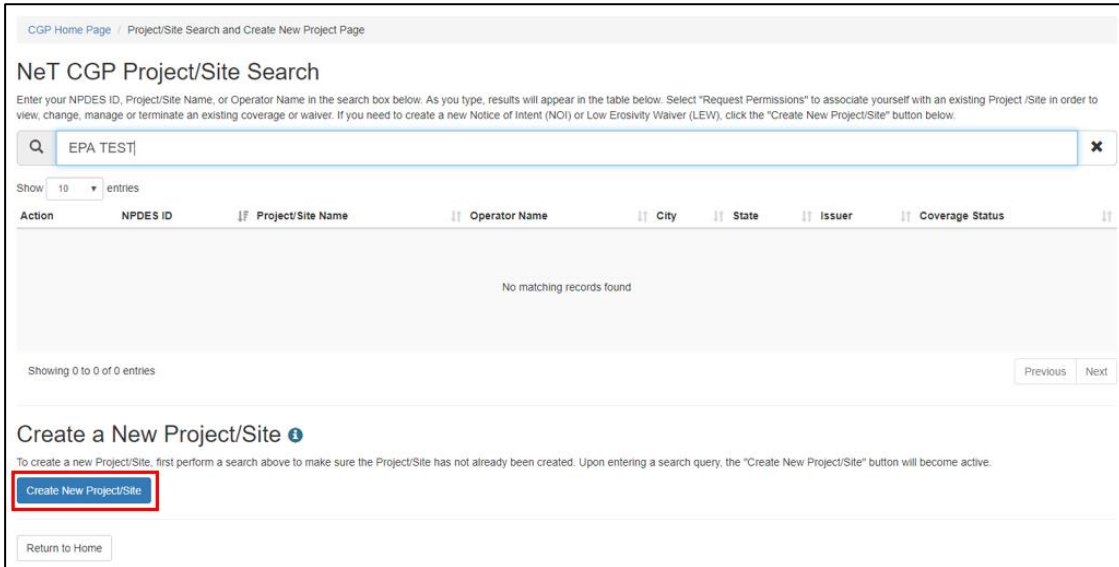 CGP Home Page / Project/Site Search and Create New Project Page
NeT CGP Project/Site Search
Enter your NPDES ID, Project/Site Name, or Operator Name in the search box below. As you type, results will appear in the table below. Select "Request Permissions" to associate yourself with an existing Project /Site in order to
view, change, manage or terminate an existing coverage or waiver. If you need to create a new Notice of Intent (NOI) or Low Erosivity Waiver (LEW), click the "Create New Project/Site" button below.
EPA TEST
Show 10 entries
Action NPDES ID Project/Site Name Operator Name City State Issuer Coverage Status
No matching records found
Showing 0 to 0 of 0 entries
Previous Next
Create a New Project/Site
To create a new Project/Site, first perform a search above to make sure the Project/Site has not already been created. Upon entering a search query, the "Create New Project/Site" button will become active.
Create New Project/Site
Return to Home